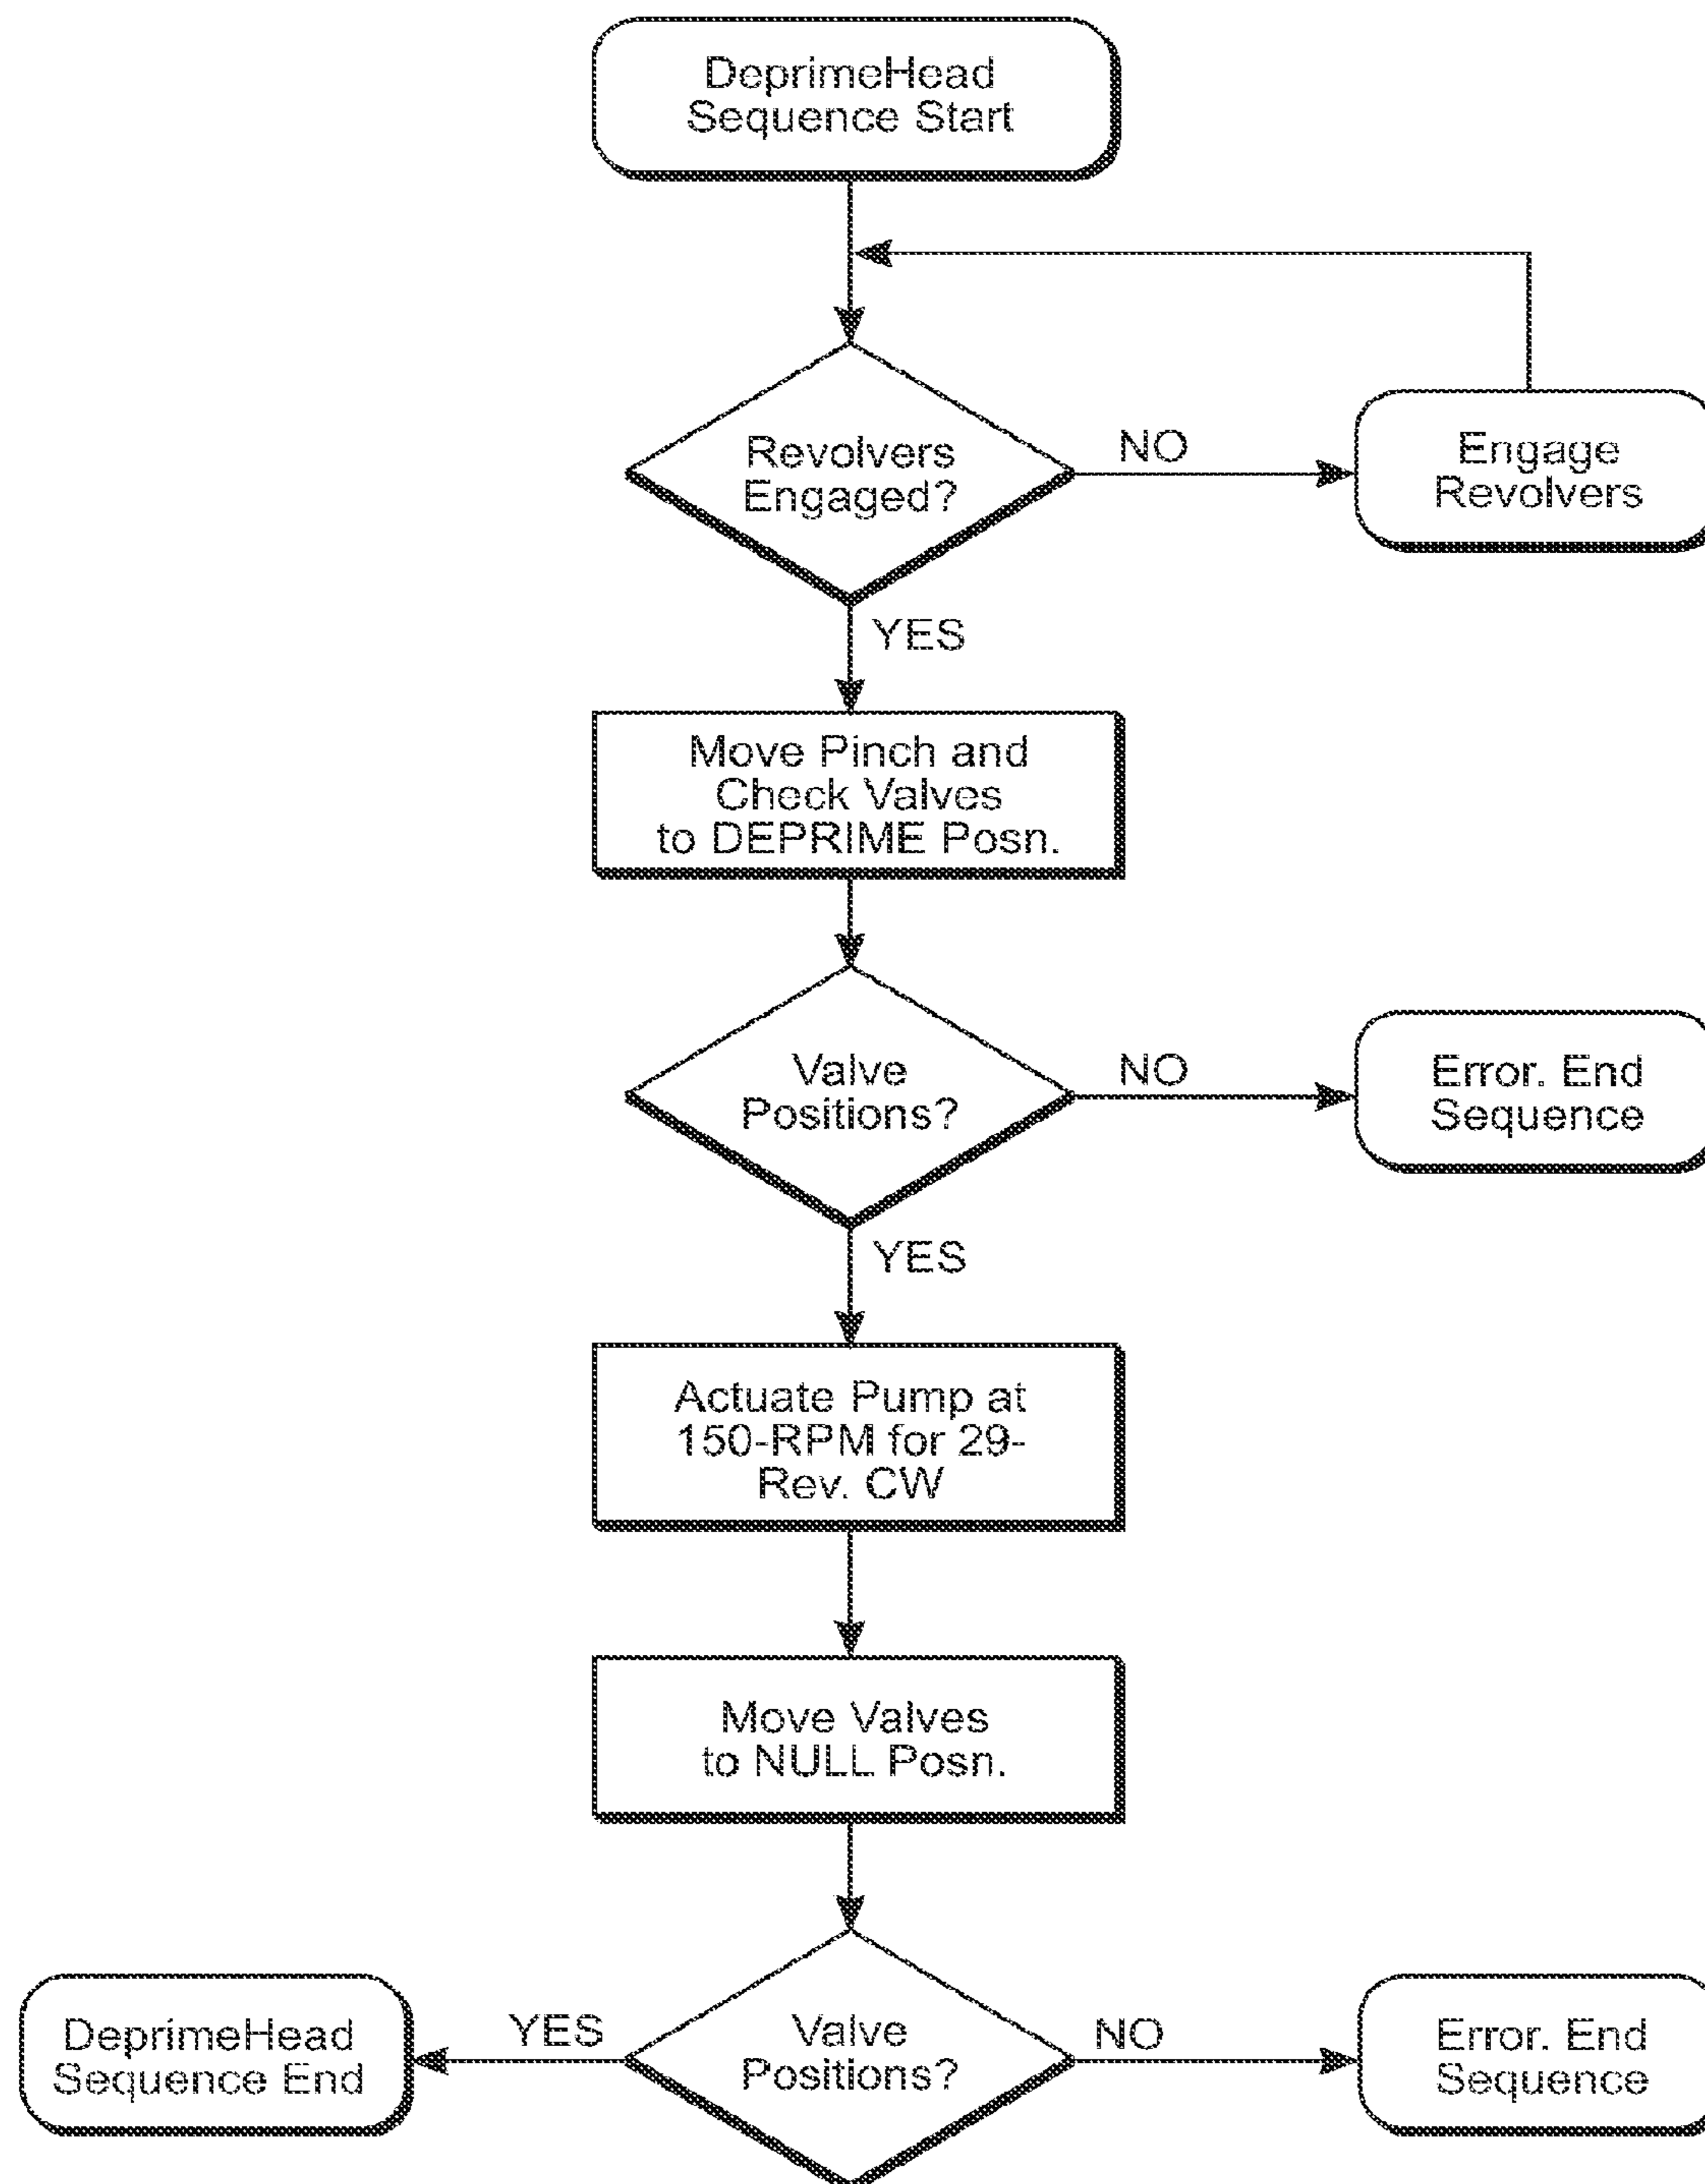 DeprimeHead
Sequence Start
Revolvers
Engaged?
NO
Engage
Revolvers
YES
Move Pinch and
Check Valves
to DEPRIME Posn.
Valve
Positions?
NO
Error. End
Sequence
YES
Actuate Pump at
150-RPM for 29-
Rev. CW
Move Valves
to NULL Posn.
DeprimeHead
Sequence End
YES
Valve
Positions?
NO
Error. End
Sequence